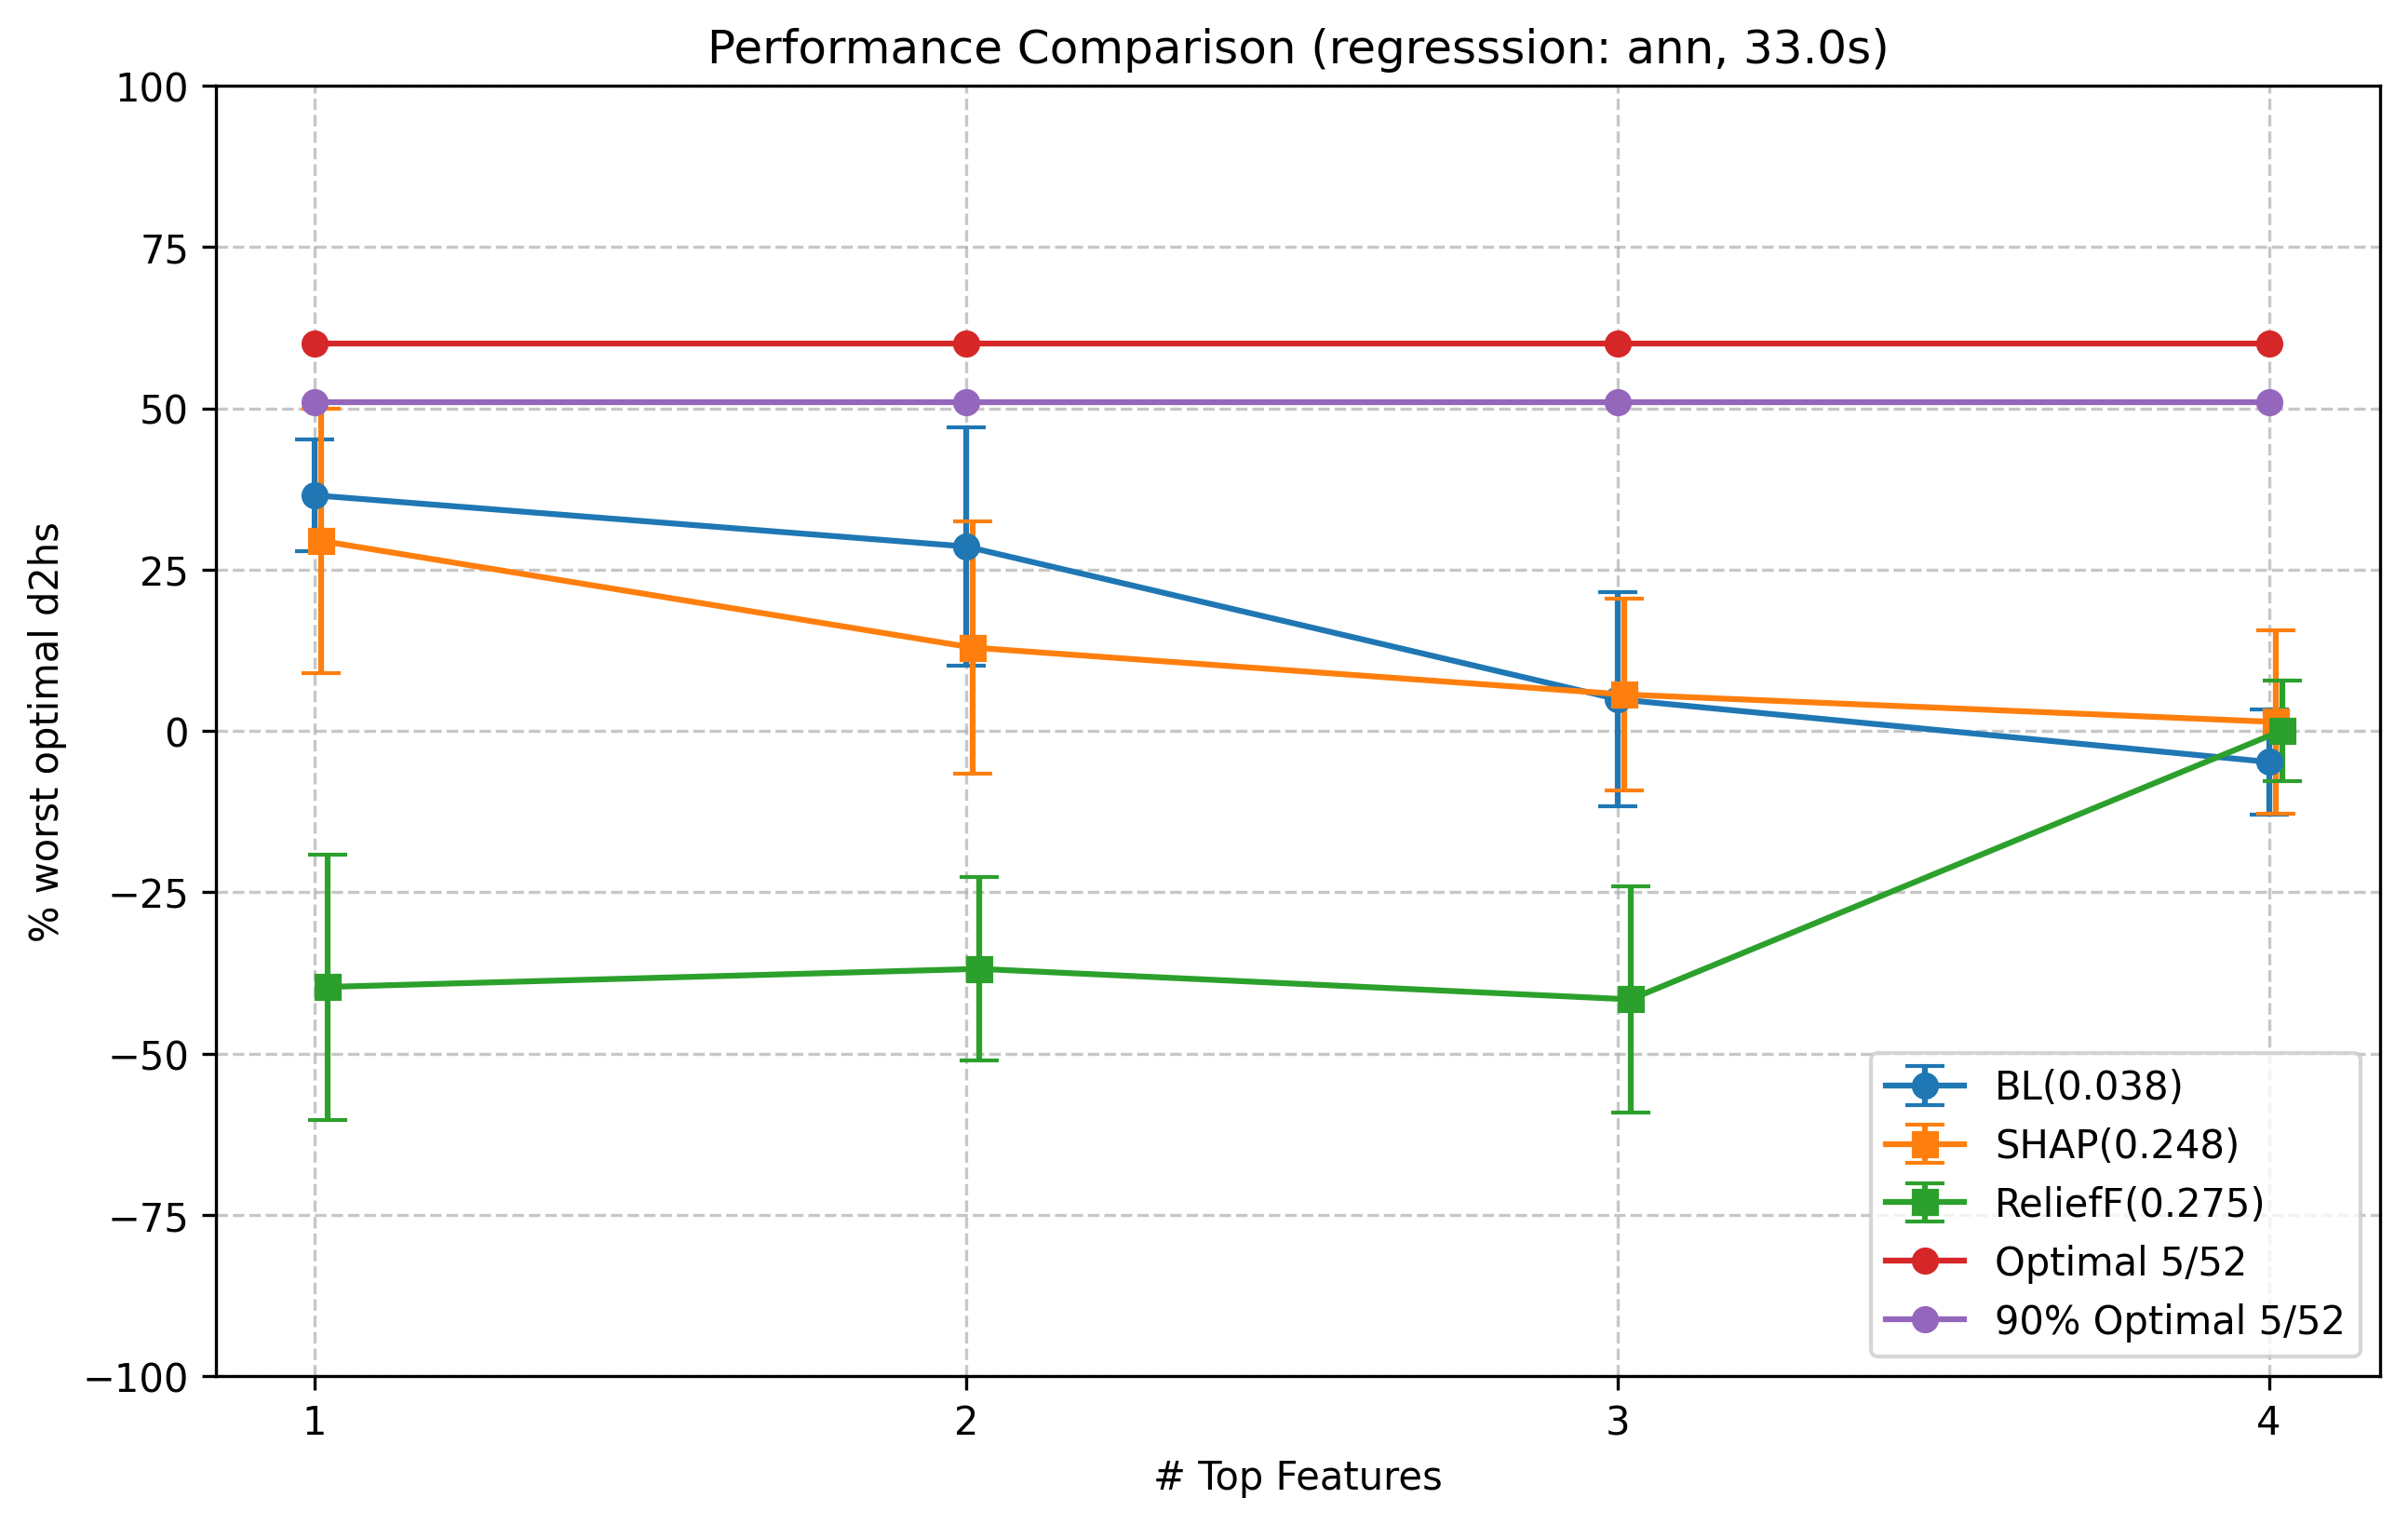 Performance Comparison (regresssion: ann, 33.0s)
100
75
50
25
0
−25
−50
−75
−100
% worst optimal d2hs
1 2 3 4
# Top Features
BL(0.038)
SHAP(0.248)
ReliefF(0.275)
Optimal 5/52
90% Optimal 5/52